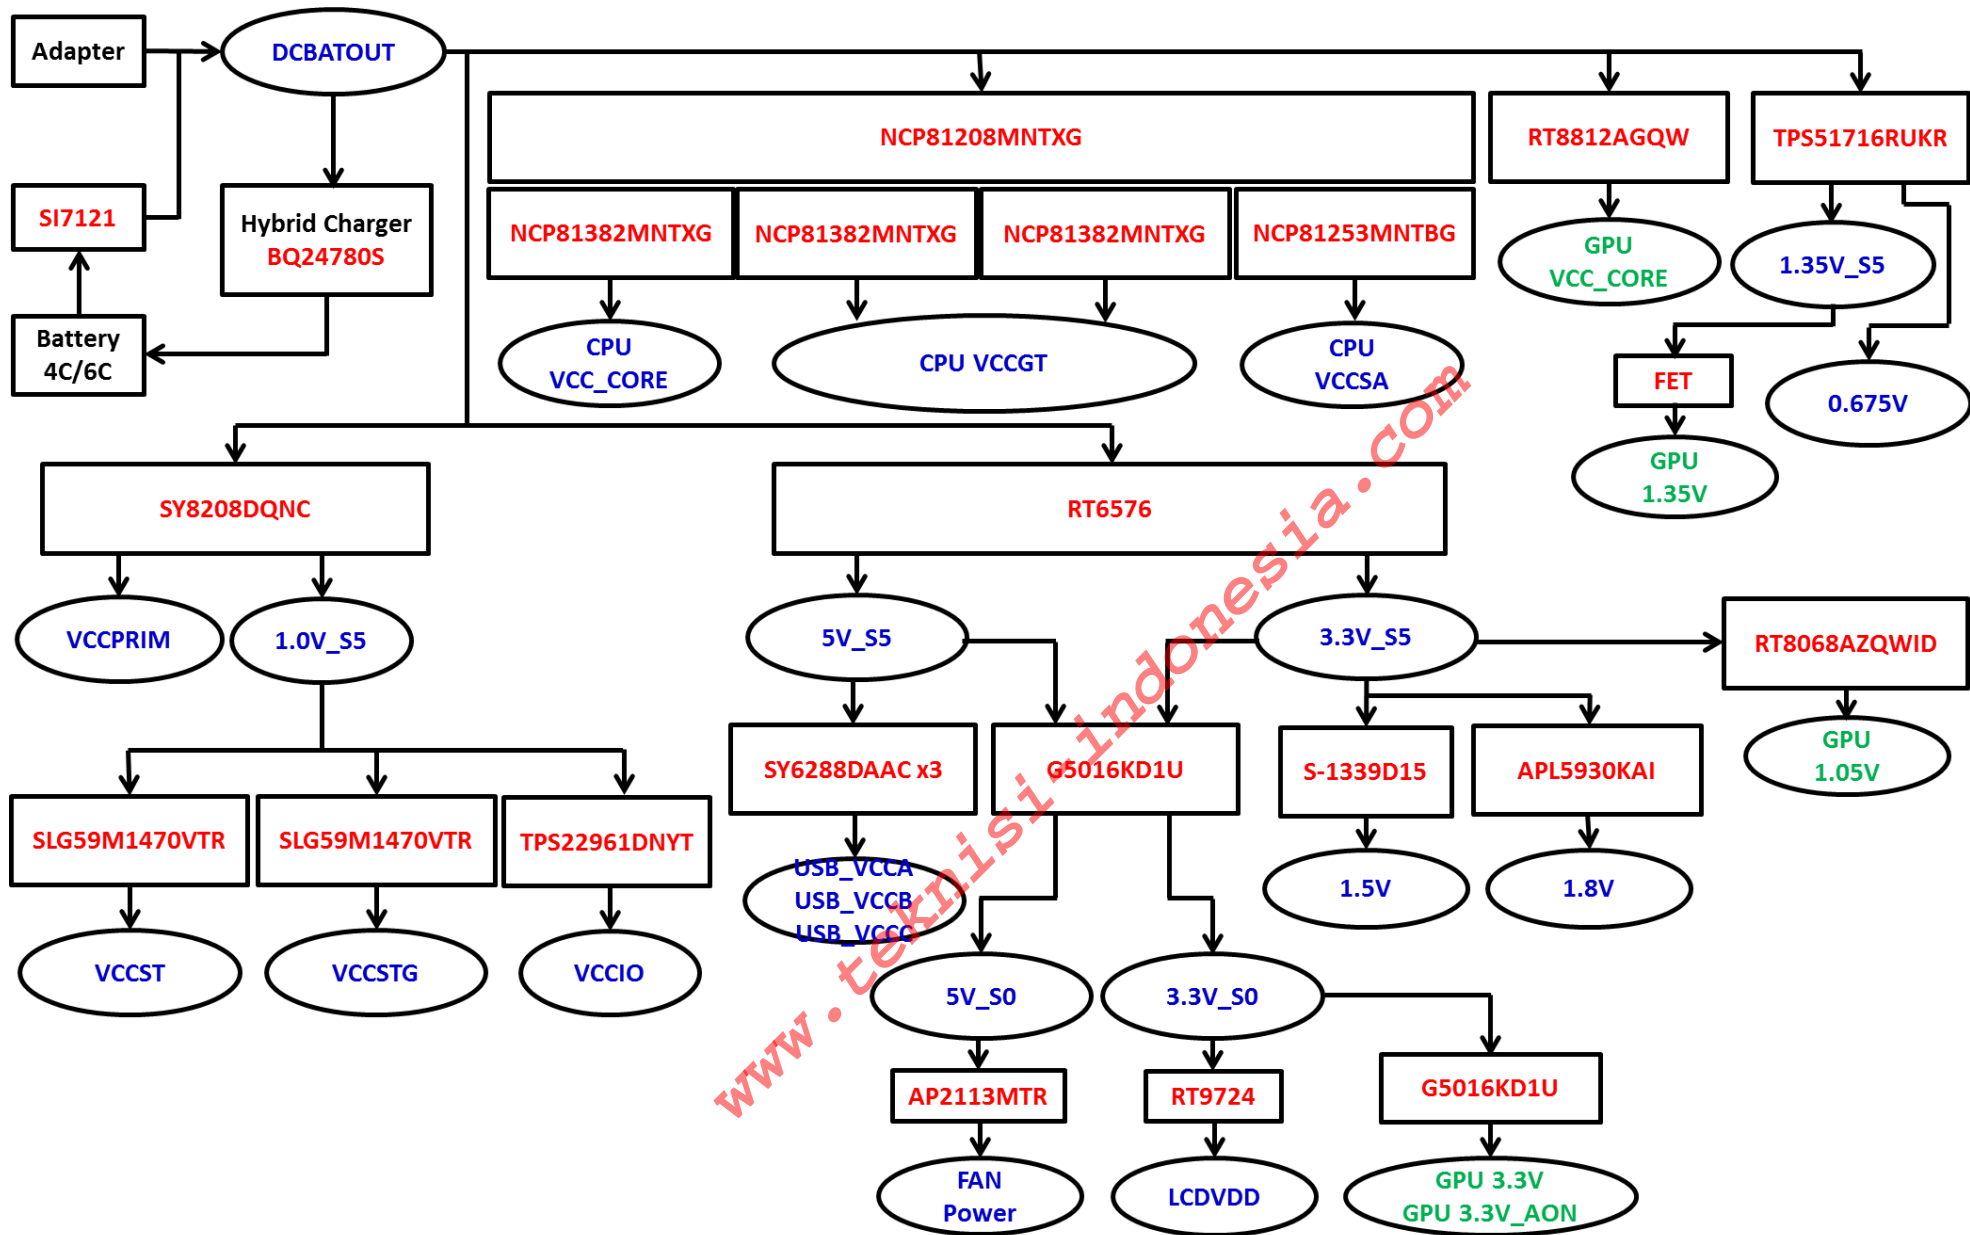 Adapter
DCBATOUT
SI7121
Hybrid Charger
BQ24780S
Battery
4C/6C
NCP81208MNTXG
RT8812AGQW
TPS51716RUKR
NCP81382MNTXG
NCP81382MNTXG
NCP81382MNTXG
NCP81253MNTBG
GPU
VCC_CORE
1.35V_S5
CPU
VCC_CORE
CPU VCCGT
CPU
VCCSA
FET
0.675V
GPU
1.35V
SY8208DQNC
RT6576
VCCPRIM
1.0V_S5
5V_S5
3.3V_S5
RT8068AZQWID
GPU
1.05V
SY6288DAAC x3
G5016KD1U
S-1339D15
APL5930KAI
SLG59M1470VTR
SLG59M1470VTR
TPS22961DNYT
USB_VCCA
USB_VCCB
USB_VCCC
1.5V
1.8V
VCCST
VCCSTG
VCCIO
5V_S0
3.3V_S0
AP2113MTR
RT9724
G5016KD1U
FAN
Power
LCDVDD
GPU 3.3V
GPU 3.3V_AON
www.teknisi-indonesia.com